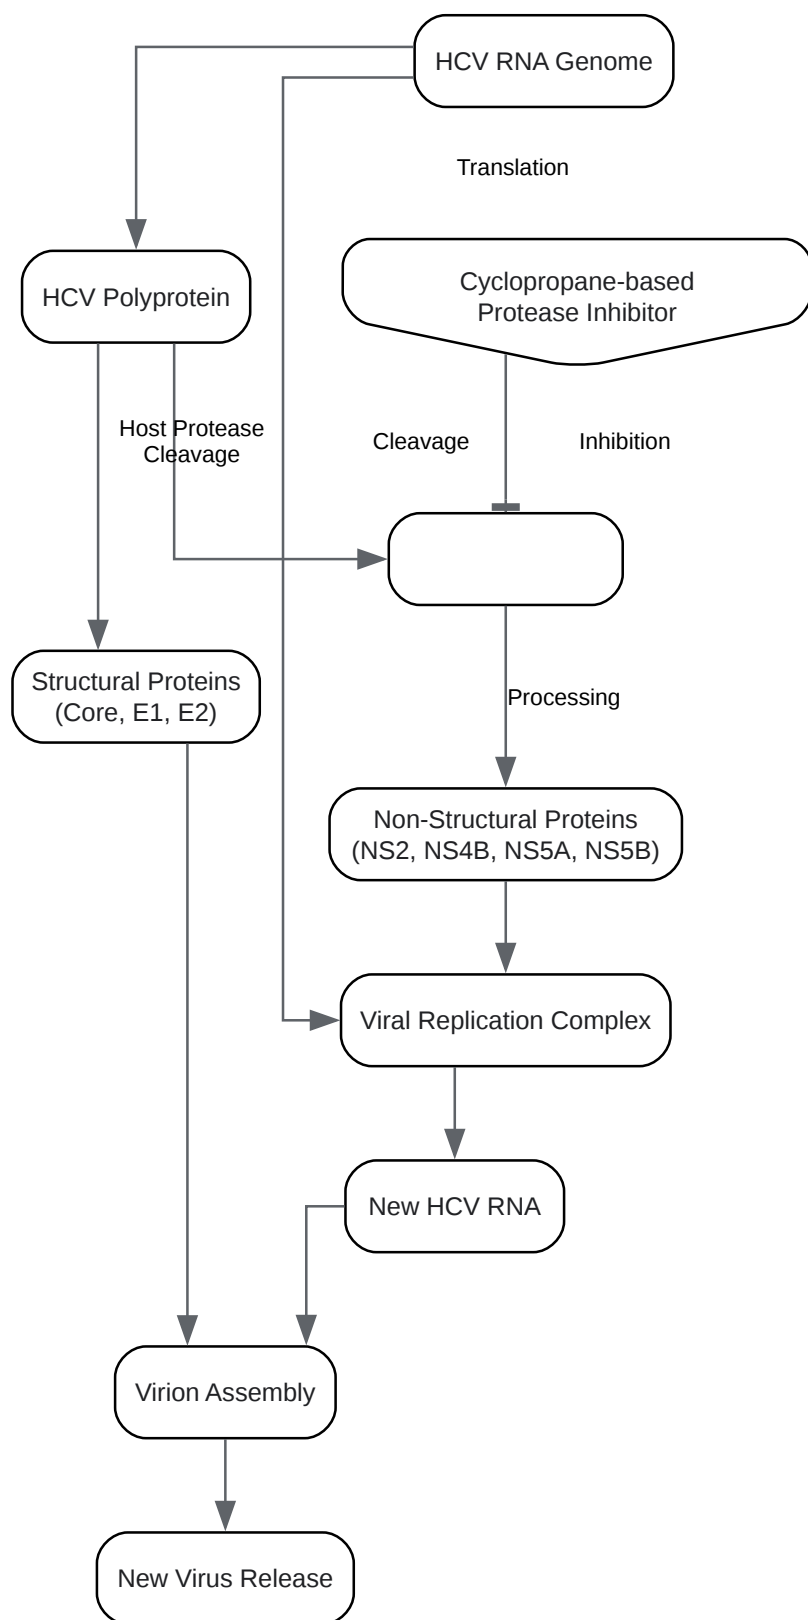 HCV RNA Genome
Translation
HCV Polyprotein
Cyclopropane-based
Protease Inhibitor
Host Protease
Cleavage
Cleavage
Inhibition
Structural Proteins
(Core, E1, E2)
Processing
Non-Structural Proteins
(NS2, NS4B, NS5A, NS5B)
Viral Replication Complex
New HCV RNA
Virion Assembly
New Virus Release